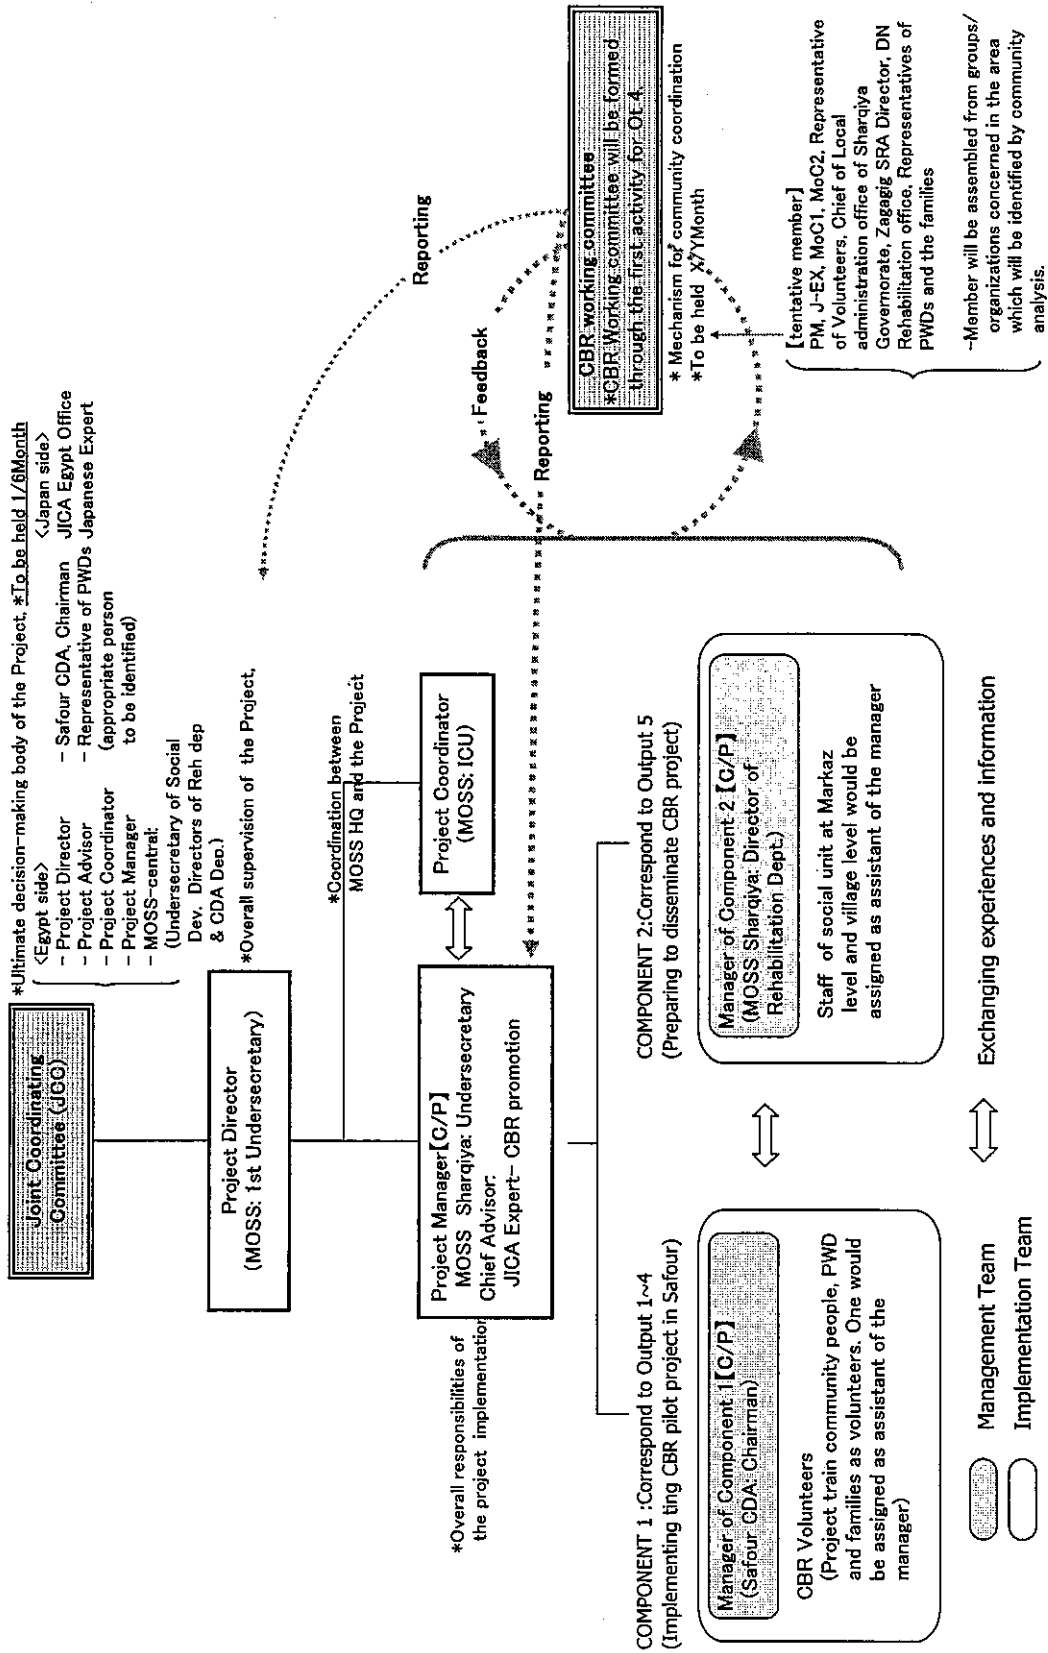 Joint Coordinating
Committee (JCC)
*Ultimate decision-making body of the Project, *To be held 1/6Month
<Egypt side>
- Project Director
- Project Advisor
- Project Coordinator
- Project Manager
- MOSS-central:
(Undersecretary of Social
Dev. Directors of Reh dep
& CDA Dep.)
- Safour CDA, Chairman
- Representative of PWDs
(appropriate person
to be identified)
<Japan side>
JICA Egypt Office
Japanese Expert
Project Director
(MOSS: 1st Undersecretary)
*Overall supervision of the Project,
*Coordination between
MOSS HQ and the Project
Project Coordinator
(MOSS: ICU)
*Overall responsibilities of
the project implementation
Project Manager【C/P】
MOSS Sharqiya: Undersecretary
Chief Advisor:
JICA Expert- CBR promotion
Reporting
Feedback
Reporting
CBR working committee
*CBR Working committee will be formed
through the first activity for Ot 4.
* Mechanism for community coordination
*To be held X/YMonth
【tentative member】
PM, J-EX, MoC1, MoC2, Representative
of Volunteers, Chief of Local
administration office of Sharqiya
Governorate, Zagagig SRA Director, DN
Rehabilitation office, Representatives of
PWDs and the families
~Member will be assembled from groups/
organizations concerned in the area
which will be identified by community
analysis.
COMPONENT 1 :Correspond to Output 1~4
(Implementing ting CBR pilot project in Safour)
Manager of Component 1【C/P】
(Safour CDA: Chairman)
CBR Volunteers
(Project train community people, PWD
and families as volunteers. One would
be assigned as assistant of the
manager)
COMPONENT 2:Correspond to Output 5
(Preparing to disseminate CBR project)
Manager of Component 2【C/P】
(MOSS Sharqiya: Director of
Rehabilitation Dept.)
Staff of social unit at Markaz
level and village level would be
assigned as assistant of the manager
Management Team
Implementation Team
Exchanging experiences and information